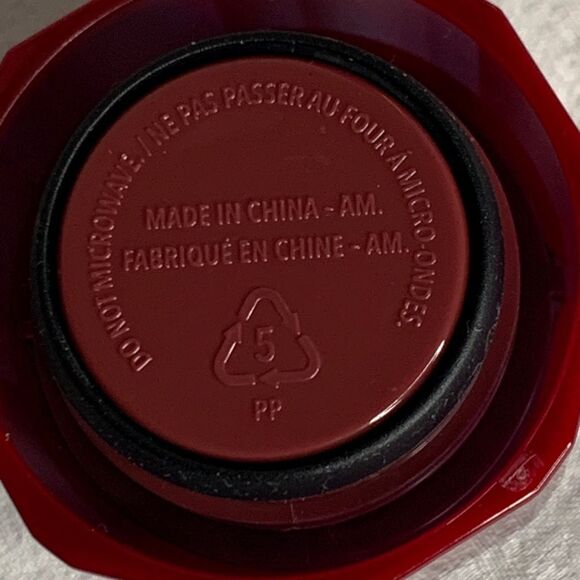 DO NOT MICROWAVE. / NE PAS PASSER AU FOUR Á MICRO-ONDES.
MADE IN CHINA - AM.
FABRIQUÉ EN CHINE - AM.
5
PP